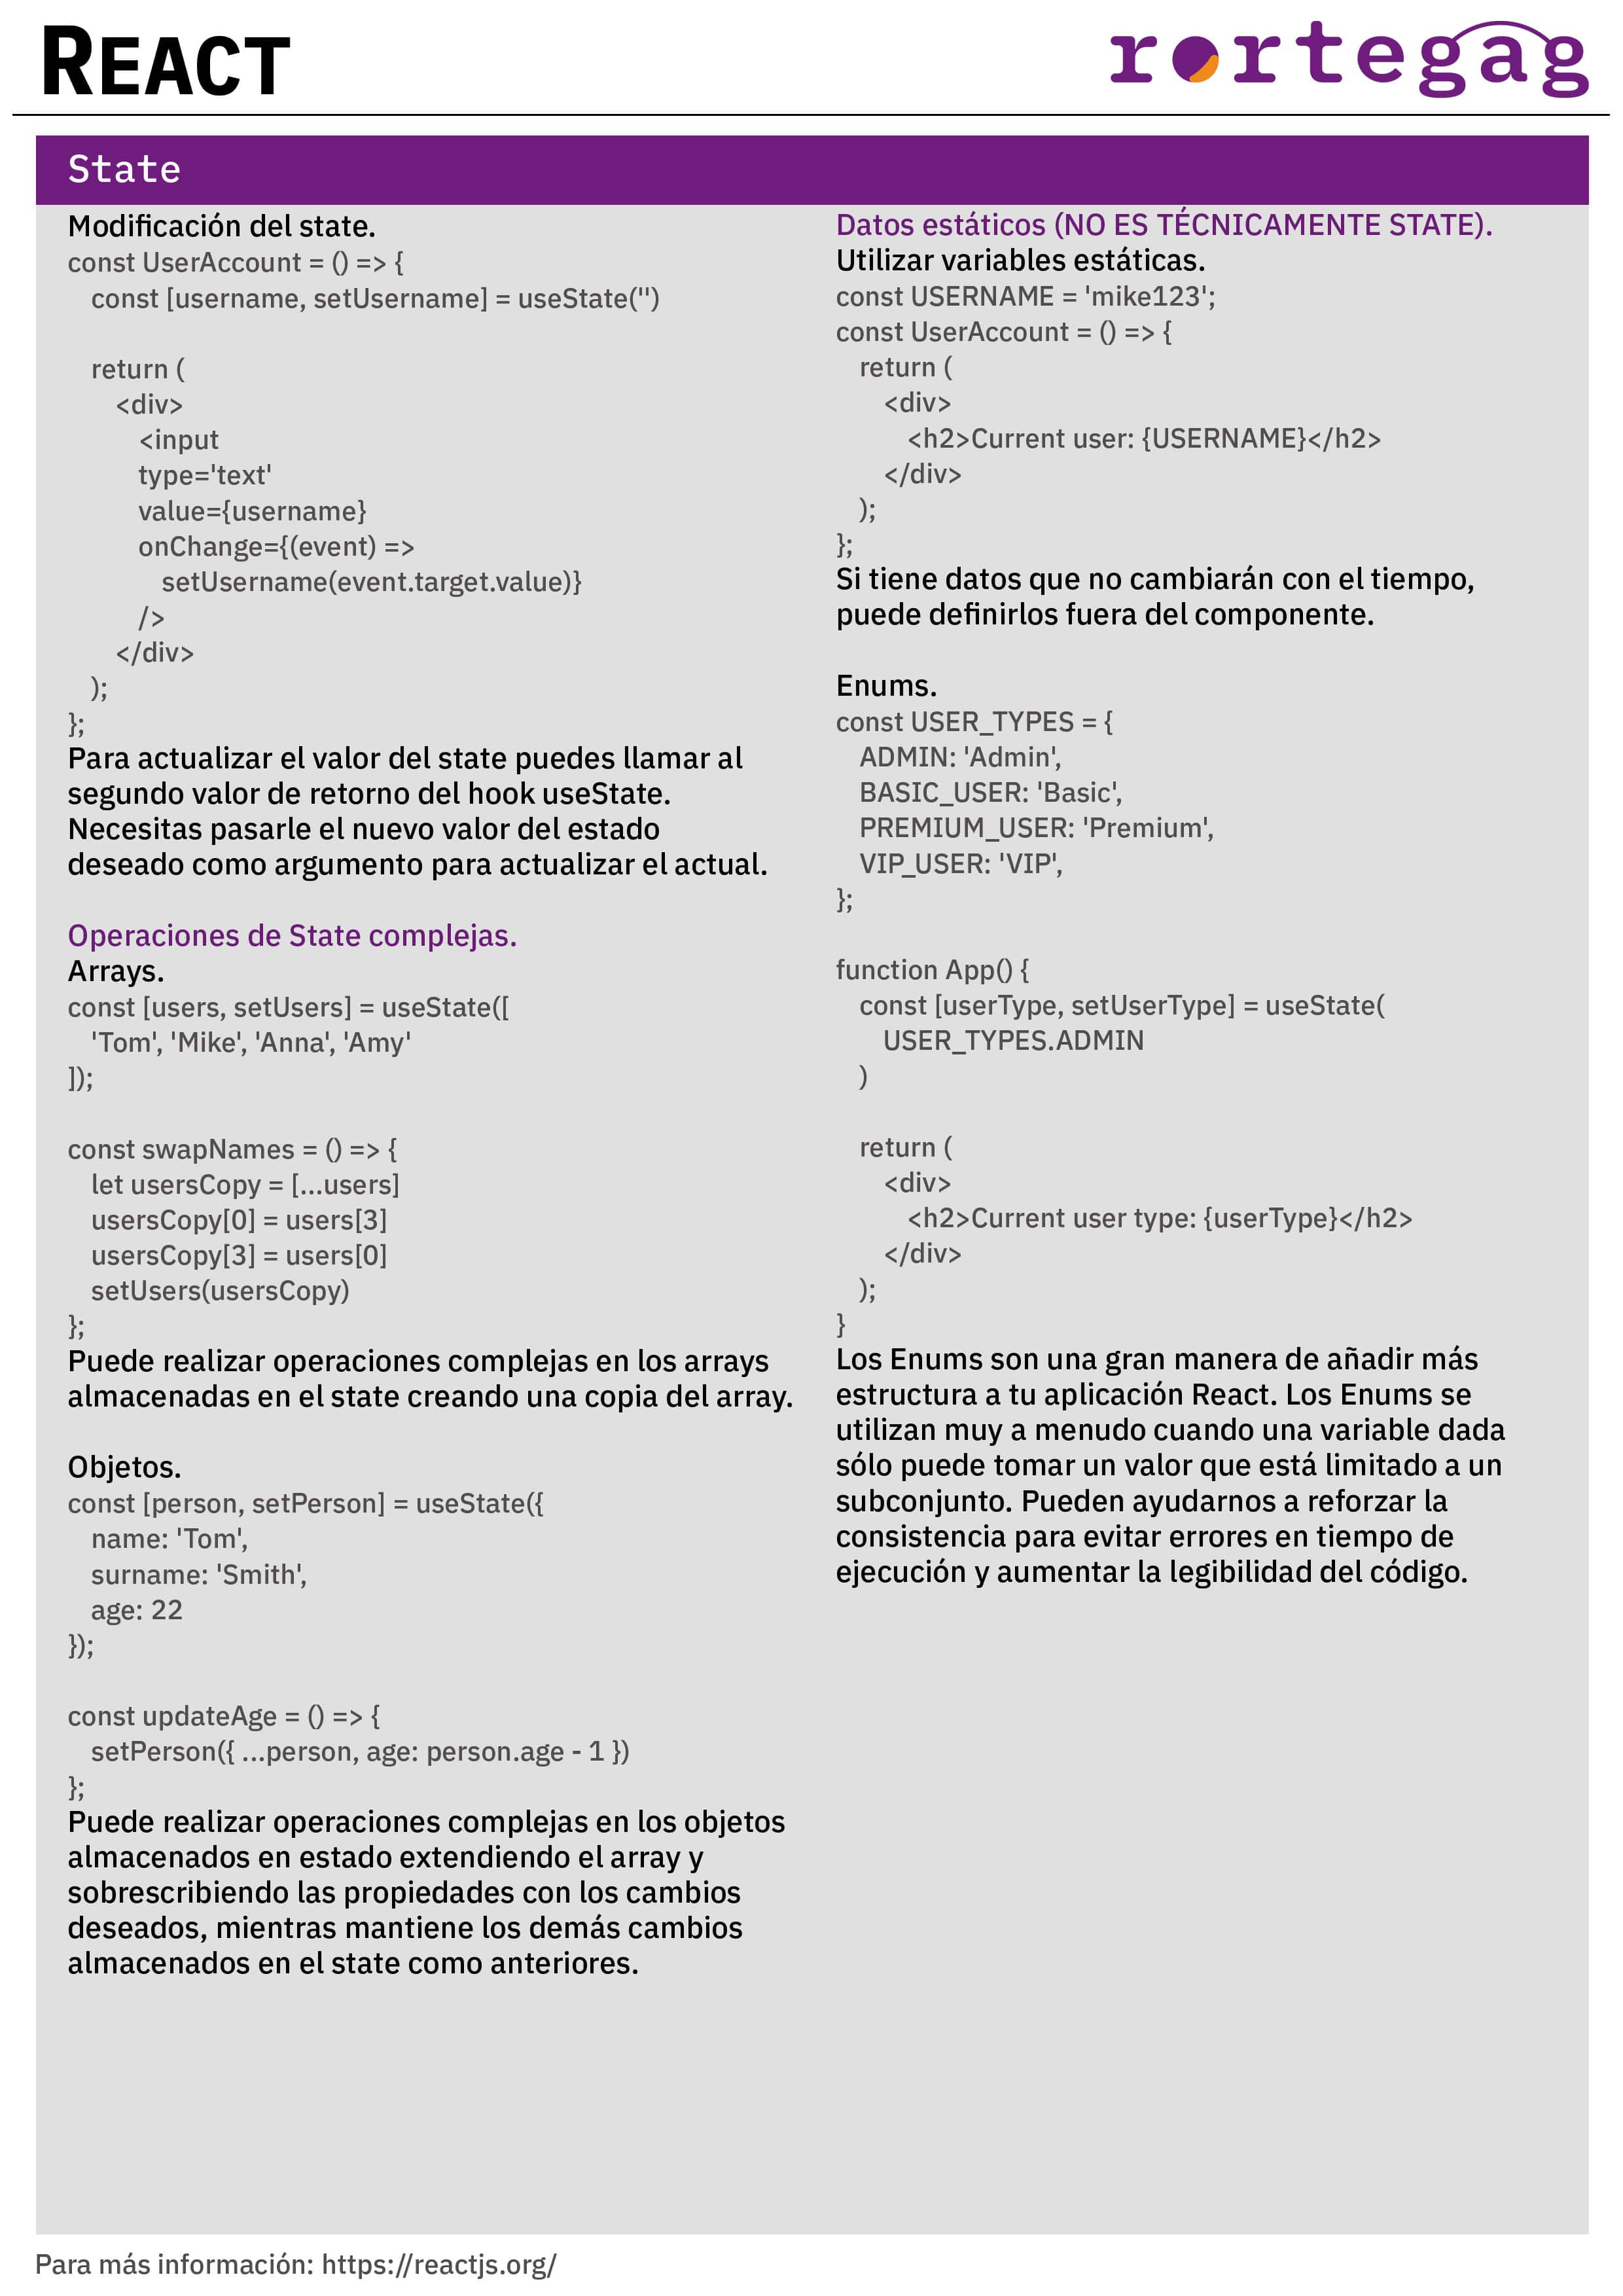 REACT
rortegag
State
Modificación del state.
const UserAccount = () => {
const [username, setUsername] = useState('')
return (
<div>
<input
type='text'
value={username}
onChange={(event) =>
setUsername(event.target.value)}
/>
</div>
);
};
Para actualizar el valor del state puedes llamar al
segundo valor de retorno del hook useState.
Necesitas pasarle el nuevo valor del estado
deseado como argumento para actualizar el actual.
Operaciones de State complejas.
Arrays.
const [users, setUsers] = useState([
'Tom', 'Mike', 'Anna', 'Amy'
]);
const swapNames = () => {
let usersCopy = [...users]
usersCopy[0] = users[3]
usersCopy[3] = users[0]
setUsers(usersCopy)
};
Puede realizar operaciones complejas en los arrays
almacenadas en el state creando una copia del array.
Objetos.
const [person, setPerson] = useState({
name: 'Tom',
surname: 'Smith',
age: 22
});
const updateAge = () => {
setPerson({ ...person, age: person.age - 1 })
};
Puede realizar operaciones complejas en los objetos
almacenados en estado extendiendo el array y
sobrescribiendo las propiedades con los cambios
deseados, mientras mantiene los demás cambios
almacenados en el state como anteriores.
Datos estáticos (NO ES TÉCNICAMENTE STATE).
Utilizar variables estáticas.
const USERNAME = 'mike123';
const UserAccount = () => {
return (
<div>
<h2>Current user: {USERNAME}</h2>
</div>
);
};
Si tiene datos que no cambiarán con el tiempo,
puede definirlos fuera del componente.
Enums.
const USER_TYPES = {
ADMIN: 'Admin',
BASIC_USER: 'Basic',
PREMIUM_USER: 'Premium',
VIP_USER: 'VIP',
};
function App() {
const [userType, setUserType] = useState(
USER_TYPES.ADMIN
)
return (
<div>
<h2>Current user type: {userType}</h2>
</div>
);
}
Los Enums son una gran manera de añadir más
estructura a tu aplicación React. Los Enums se
utilizan muy a menudo cuando una variable dada
sólo puede tomar un valor que está limitado a un
subconjunto. Pueden ayudarnos a reforzar la
consistencia para evitar errores en tiempo de
ejecución y aumentar la legibilidad del código.
Para más información: https://reactjs.org/